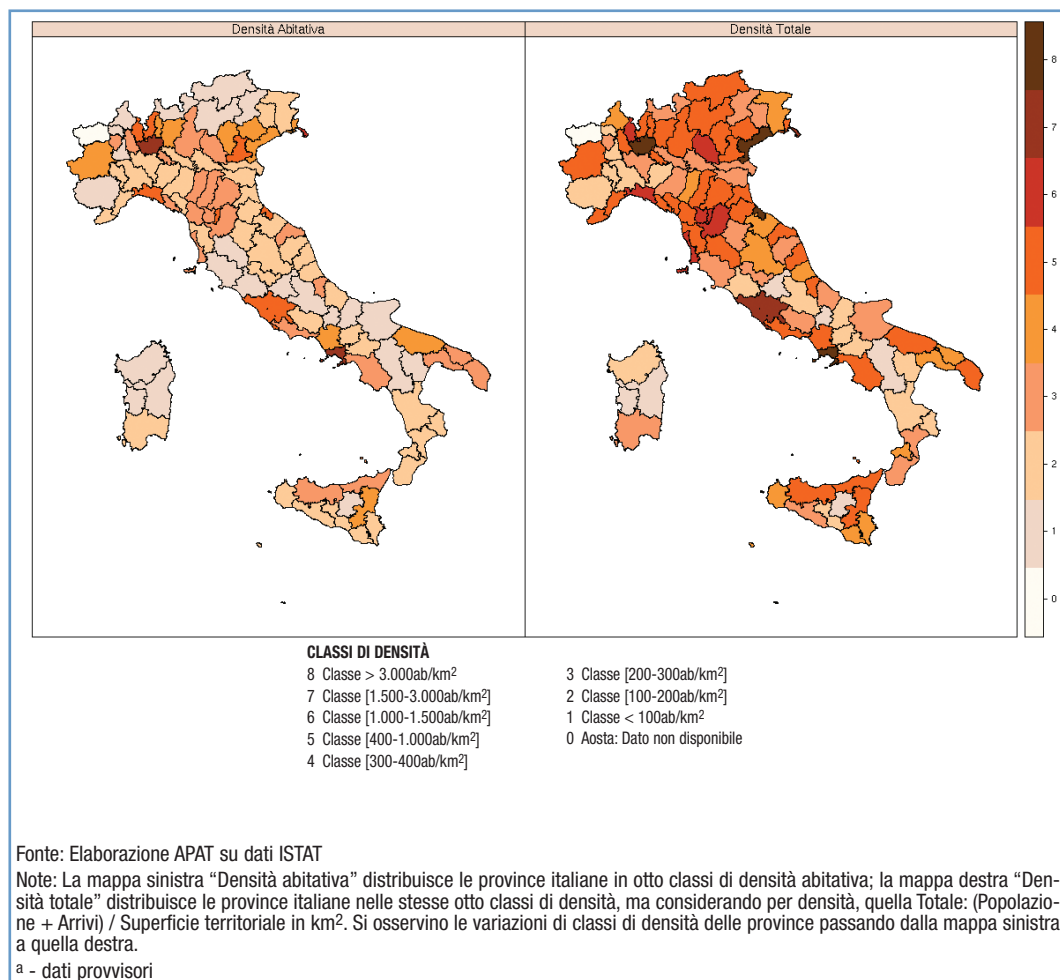 Densità Abitativa
Densità Totale
8
7
6
5
4
3
2
1
0
CLASSI DI DENSITÀ
8 Classe > 3.000ab/km²
7 Classe [1.500-3.000ab/km²]
6 Classe [1.000-1.500ab/km²]
5 Classe [400-1.000ab/km²]
4 Classe [300-400ab/km²]
3 Classe [200-300ab/km²]
2 Classe [100-200ab/km²]
1 Classe < 100ab/km²
0 Aosta: Dato non disponibile
Fonte: Elaborazione APAT su dati ISTAT
Note: La mappa sinistra “Densità abitativa” distribuisce le province italiane in otto classi di densità abitativa; la mappa destra “Den-
sità totale” distribuisce le province italiane nelle stesse otto classi di densità, ma considerando per densità, quella Totale: (Popolazio-
ne + Arrivi) / Superficie territoriale in km². Si osservino le variazioni di classi di densità delle province passando dalla mappa sinistra
a quella destra.
ª - dati provvisori